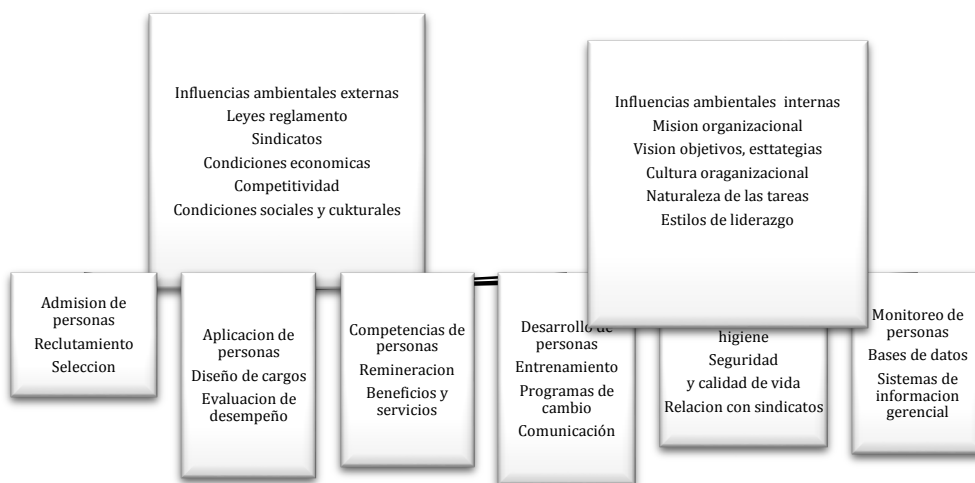 Influencias ambientales externas
Leyes reglamento
Sindicatos
Condiciones economicas
Competitividad
Condiciones sociales y cukturales
Influencias ambientales  internas
Mision organizacional
Vision objetivos, esttategias
Cultura oraganizacional
Naturaleza de las tareas
Estilos de liderazgo
Admision de
personas
Reclutamiento
Seleccion
Aplicacion de
personas
Diseño de cargos
Evaluacion de
desempeño
Competencias de
personas
Remineracion
Beneficios y
servicios
Desarrollo de
personas
Entrenamiento
Programas de
cambio
Comunicación
higiene
Seguridad
y calidad de vida
Relacion con sindicatos
Monitoreo de
personas
Bases de datos
Sistemas de
informacion
gerencial